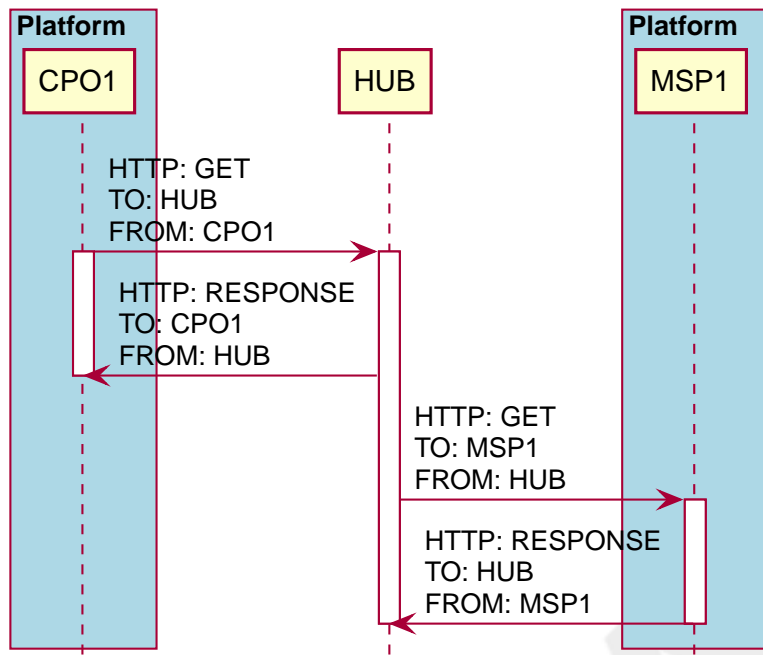 Platform
Platform
CPO1
HUB
MSP1
HTTP: GET
TO: HUB
FROM: CPO1
HTTP: RESPONSE
TO: CPO1
FROM: HUB
HTTP: GET
TO: MSP1
FROM: HUB
HTTP: RESPONSE
TO: HUB
FROM: MSP1